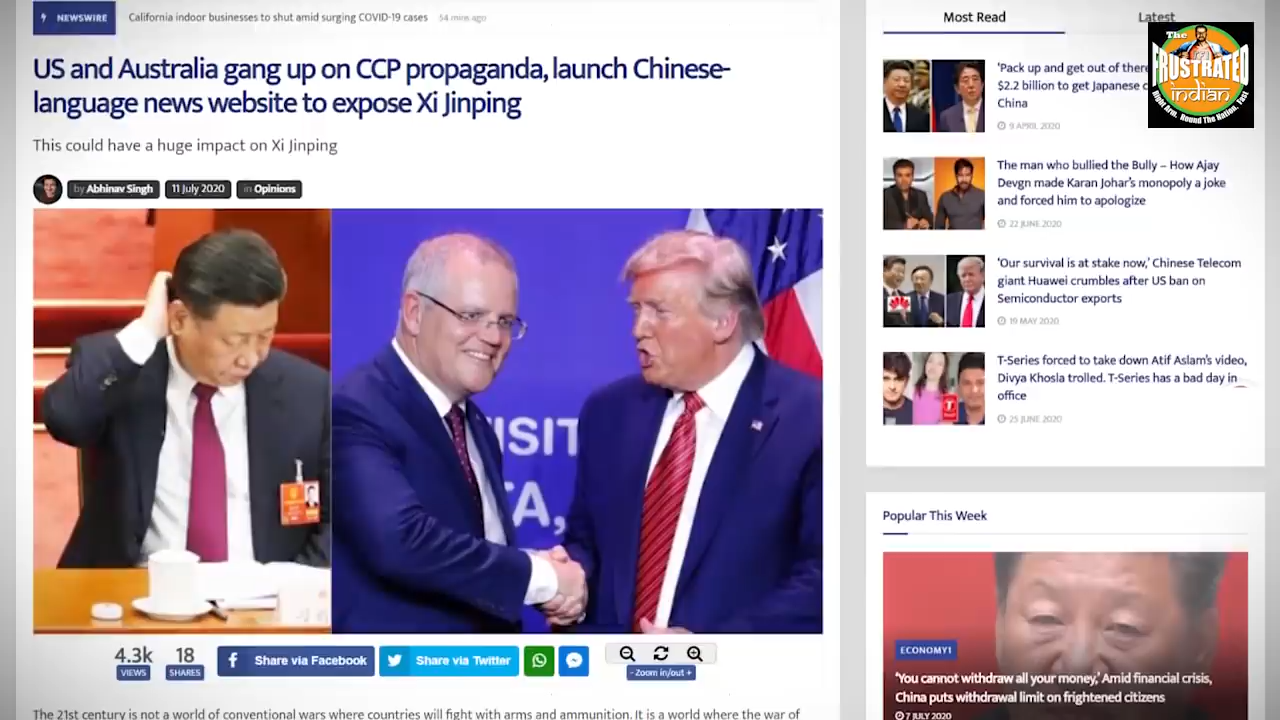 NEWSWIRE
California indoor businesses to shut amid surging COVID-19 cases 54 mins ago
US and Australia gang up on CCP propaganda, launch Chinese-
language news website to expose Xi Jinping
This could have a huge impact on Xi Jinping
by Abhinav Singh 11 July 2020 in Opinions
ISIT
TA,
4.3k
VIEWS
18
SHARES
Share via Facebook
Share via Twitter
- Zoom in/out +
The 21st century is not a world of conventional wars where countries will fight with arms and ammunition. It is a world where the war of
Most Read
Latest
'Pack up and get out of there
$2.2 billion to get Japanese c
China
9 APRIL 2020
The man who bullied the Bully – How Ajay
Devgn made Karan Johar's monopoly a joke
and forced him to apologize
22 JUNE 2020
'Our survival is at stake now,' Chinese Telecom
giant Huawei crumbles after US ban on
Semiconductor exports
19 MAY 2020
T-Series forced to take down Atif Aslam's video,
Divya Khosla trolled. T-Series has a bad day in
office
25 JUNE 2020
Popular This Week
ECONOMY1
'You cannot withdraw all your money,' Amid financial crisis,
China puts withdrawal limit on frightened citizens
7 JULY 2020
The
FRUSTRATED
indian
Right Arm. Round The Nation. Fast